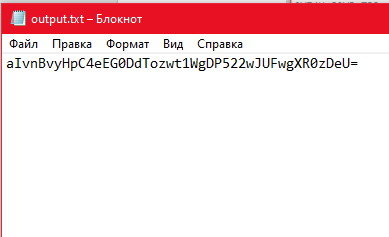 output.txt – Блокнот
Файл Правка Формат Вид Справка
aIvnBvyHpC4eEG0DdTozwt1WgDP522wJUFwgXR0zDeU=